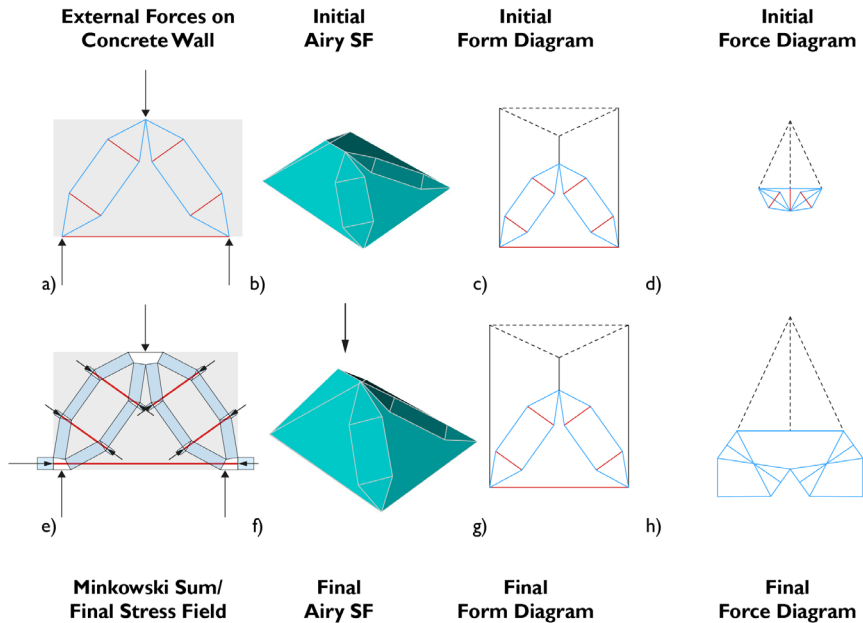 External Forces on
Concrete Wall
Initial
Airy SF
Initial
Form Diagram
Initial
Force Diagram
a)
b)
c)
d)
e)
f)
g)
h)
Minkowski Sum/
Final Stress Field
Final
Airy SF
Final
Form Diagram
Final
Force Diagram